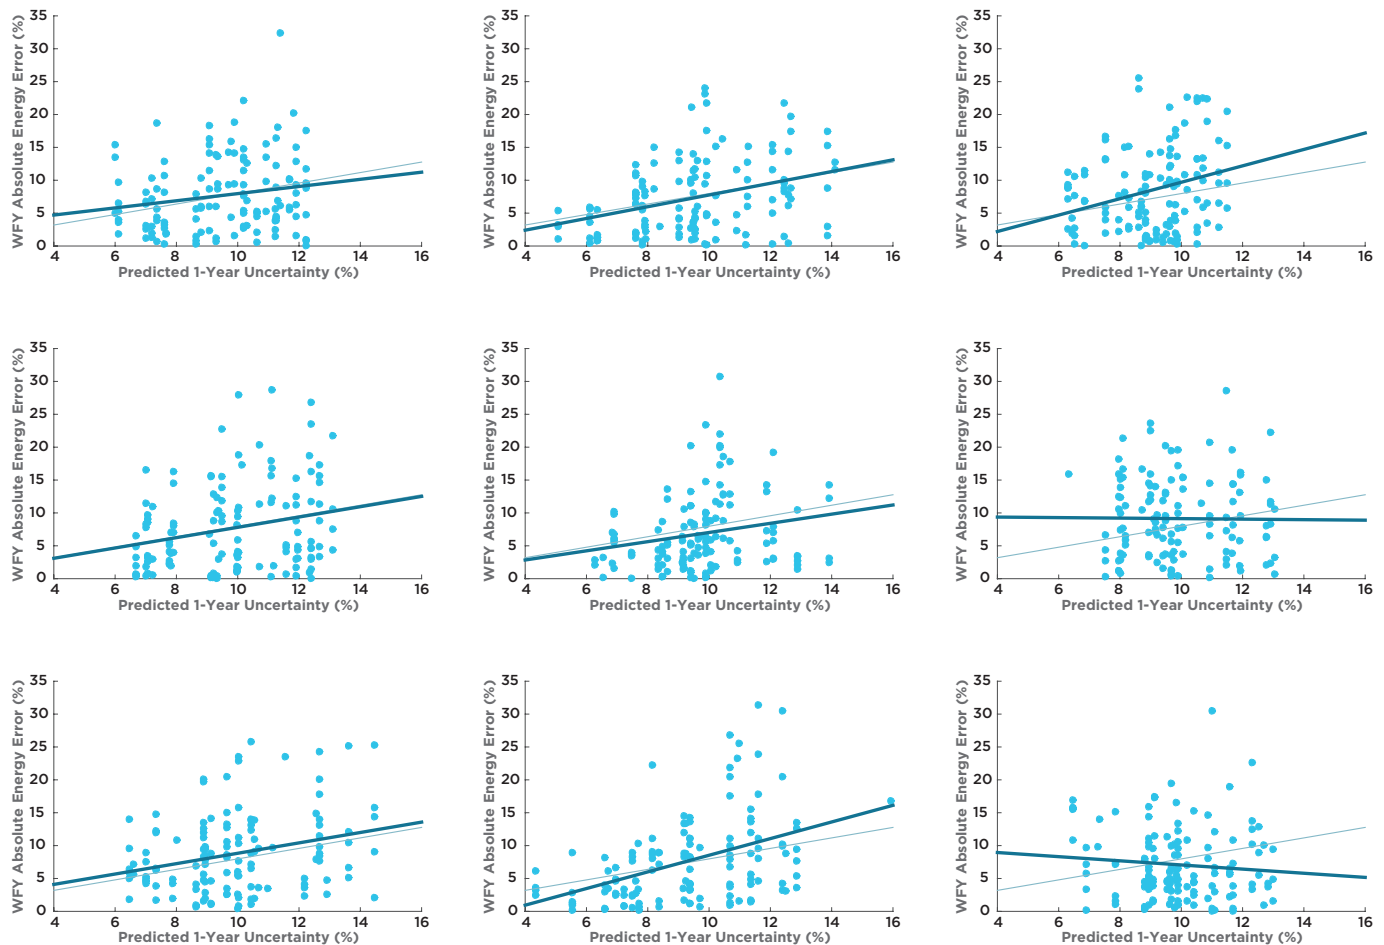 35 35 35
30 30 30
25 25 25
20 20 20
15 15 15
10 10 10
5 5 5
0 0 0
4 6 8 10 12 14 16 4 6 8 10 12 14 16 4 6 8 10 12 14 16
WFY Absolute Energy Error (%) WFY Absolute Energy Error (%) WFY Absolute Energy Error (%)
Predicted 1-Year Uncertainty (%) Predicted 1-Year Uncertainty (%) Predicted 1-Year Uncertainty (%)
35 35 35
30 30 30
25 25 25
20 20 20
15 15 15
10 10 10
5 5 5
0 0 0
4 6 8 10 12 14 16 4 6 8 10 12 14 16 4 6 8 10 12 14 16
WFY Absolute Energy Error (%) WFY Absolute Energy Error (%) WFY Absolute Energy Error (%)
Predicted 1-Year Uncertainty (%) Predicted 1-Year Uncertainty (%) Predicted 1-Year Uncertainty (%)
35 35 35
30 30 30
25 25 25
20 20 20
15 15 15
10 10 10
5 5 5
0 0 0
4 6 8 10 12 14 16 4 6 8 10 12 14 16 4 6 8 10 12 14 16
WFY Absolute Energy Error (%) WFY Absolute Energy Error (%) WFY Absolute Energy Error (%)
Predicted 1-Year Uncertainty (%) Predicted 1-Year Uncertainty (%) Predicted 1-Year Uncertainty (%)